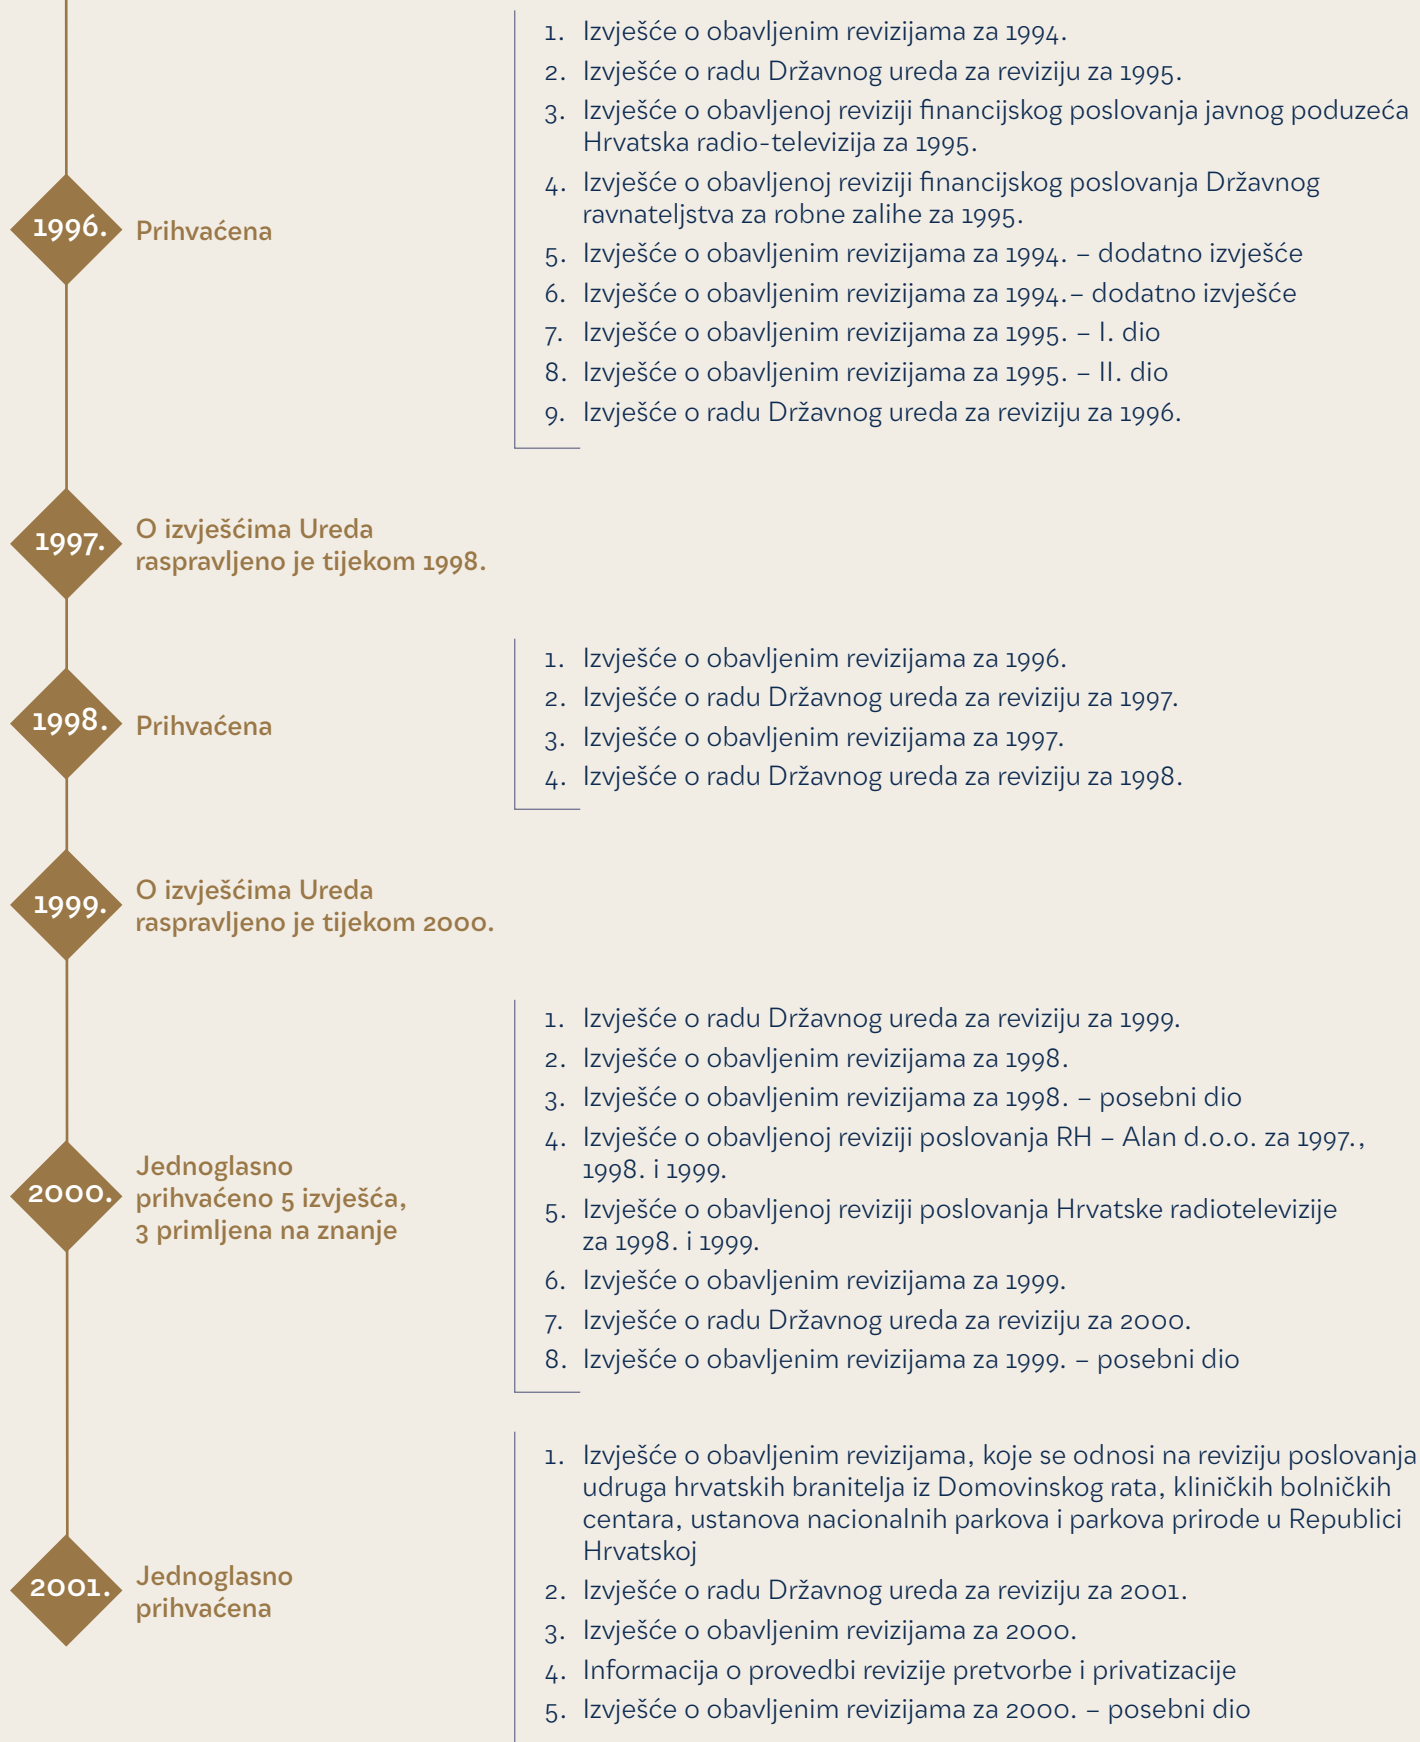 1996.
Prihvaćena
1. Izvješće o obavljenim revizijama za 1994.
2. Izvješće o radu Državnog ureda za reviziju za 1995.
3. Izvješće o obavljenoj reviziji financijskog poslovanja javnog poduzeća
Hrvatska radio-televizija za 1995.
4. Izvješće o obavljenoj reviziji financijskog poslovanja Državnog
ravnateljstva za robne zalihe za 1995.
5. Izvješće o obavljenim revizijama za 1994. – dodatno izvješće
6. Izvješće o obavljenim revizijama za 1994.– dodatno izvješće
7. Izvješće o obavljenim revizijama za 1995. – I. dio
8. Izvješće o obavljenim revizijama za 1995. – II. dio
9. Izvješće o radu Državnog ureda za reviziju za 1996.
1997.
O izvješćima Ureda
raspravljeno je tijekom 1998.
1998.
Prihvaćena
1. Izvješće o obavljenim revizijama za 1996.
2. Izvješće o radu Državnog ureda za reviziju za 1997.
3. Izvješće o obavljenim revizijama za 1997.
4. Izvješće o radu Državnog ureda za reviziju za 1998.
1999.
O izvješćima Ureda
raspravljeno je tijekom 2000.
2000.
Jednoglasno
prihvaćeno 5 izvješća,
3 primljena na znanje
1. Izvješće o radu Državnog ureda za reviziju za 1999.
2. Izvješće o obavljenim revizijama za 1998.
3. Izvješće o obavljenim revizijama za 1998. – posebni dio
4. Izvješće o obavljenoj reviziji poslovanja RH – Alan d.o.o. za 1997.,
1998. i 1999.
5. Izvješće o obavljenoj reviziji poslovanja Hrvatske radiotelevizije
za 1998. i 1999.
6. Izvješće o obavljenim revizijama za 1999.
7. Izvješće o radu Državnog ureda za reviziju za 2000.
8. Izvješće o obavljenim revizijama za 1999. – posebni dio
2001.
Jednoglasno
prihvaćena
1. Izvješće o obavljenim revizijama, koje se odnosi na reviziju poslovanja
udruga hrvatskih branitelja iz Domovinskog rata, kliničkih bolničkih
centara, ustanova nacionalnih parkova i parkova prirode u Republici
Hrvatskoj
2. Izvješće o radu Državnog ureda za reviziju za 2001.
3. Izvješće o obavljenim revizijama za 2000.
4. Informacija o provedbi revizije pretvorbe i privatizacije
5. Izvješće o obavljenim revizijama za 2000. – posebni dio